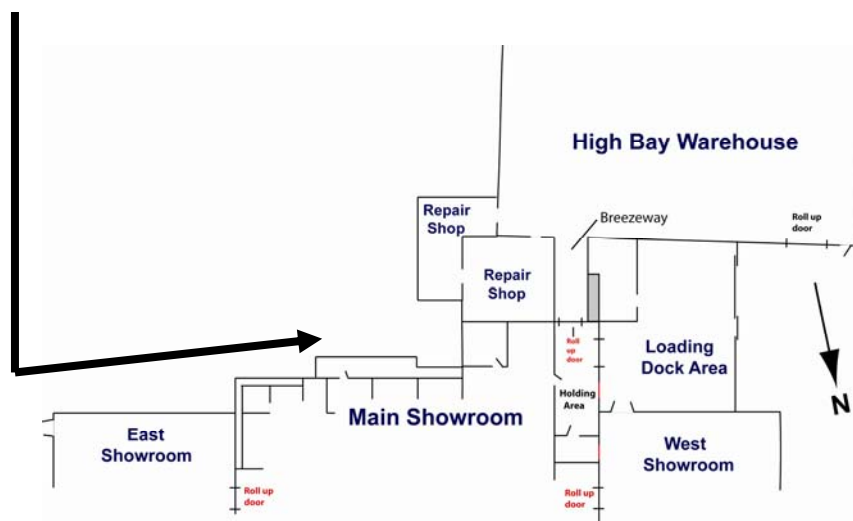 High Bay Warehouse
Repair
Shop
Breezeway
Roll up
door
Repair
Shop
Roll
up
door
Loading
Dock Area
N
Holding
Area
Main Showroom
East
Showroom
West
Showroom
Roll up
door
Roll up
door